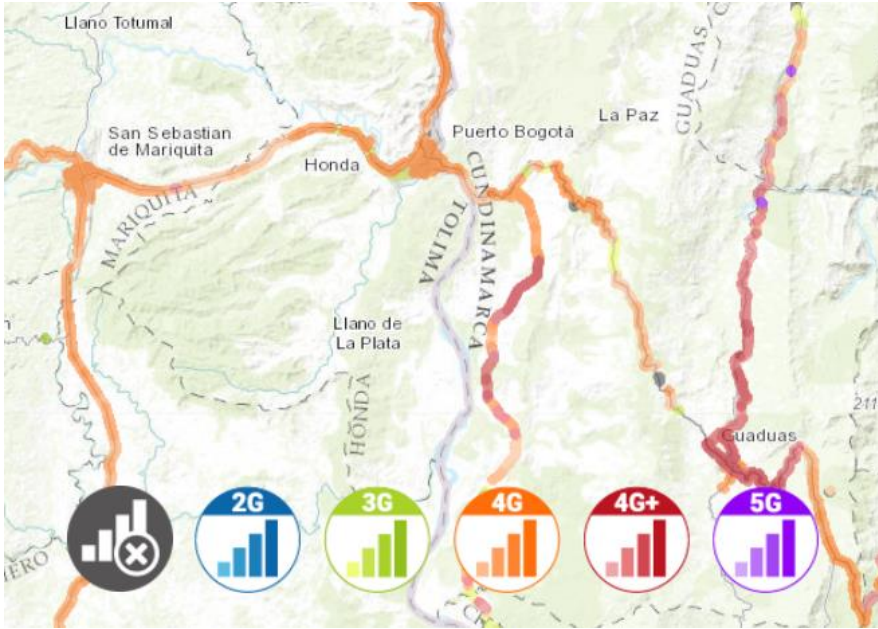 Llano Totumal
GUADUAS
La Paz
San Sebastian
de Mariquita
Puerto Bogotá
Honda
MARIQUITA
CUNDINAMARCA
TOLIMA
Llano de
La Plata
HONDA
Guaduas
2G
3G
4G
4G+
5G